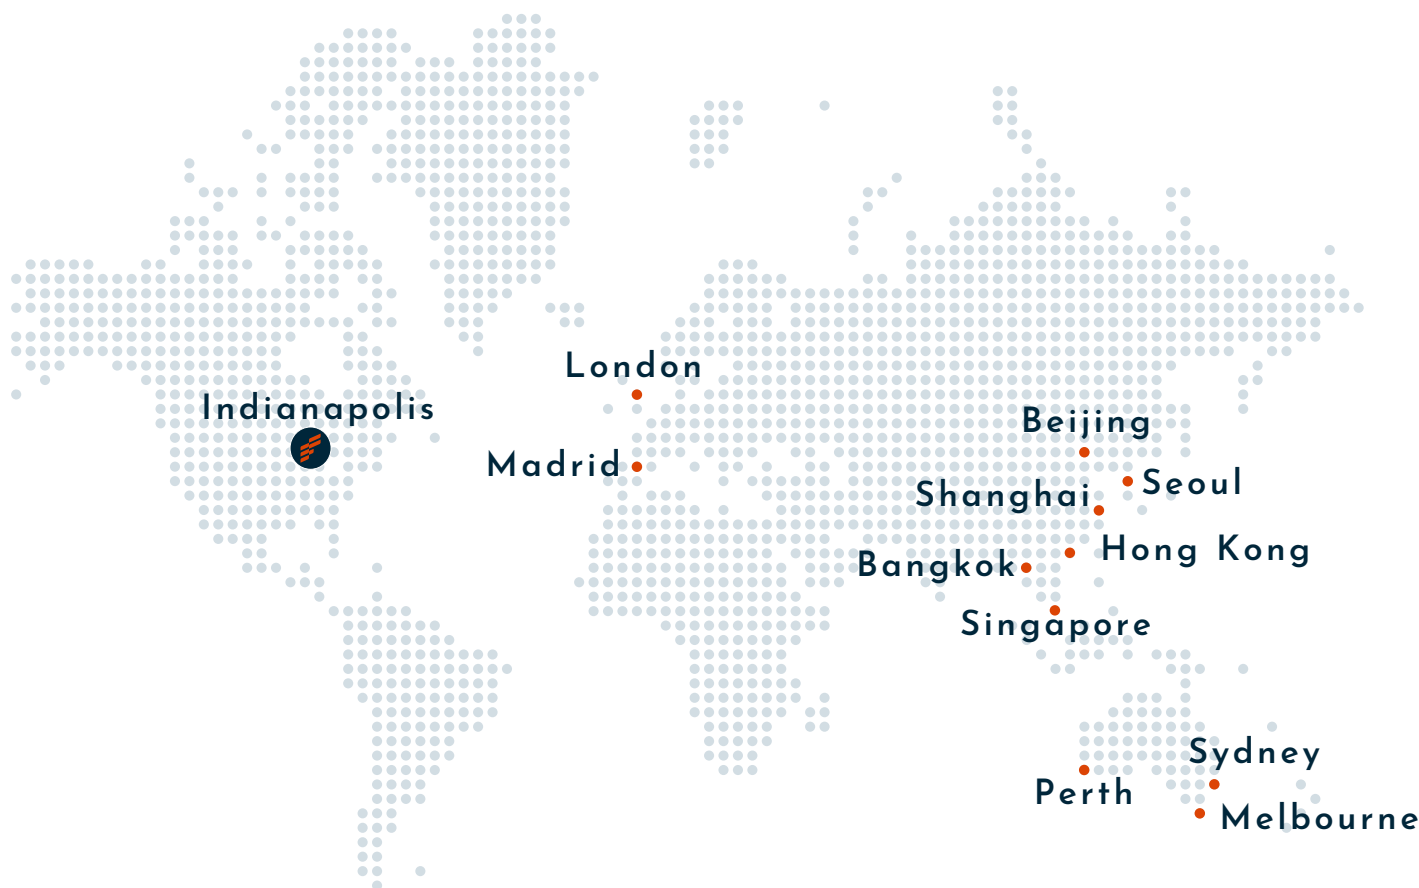 London
Indianapolis
Beijing
Madrid
Seoul
Shanghai
Hong Kong
Bangkok
Singapore
Sydney
Perth
Melbourne